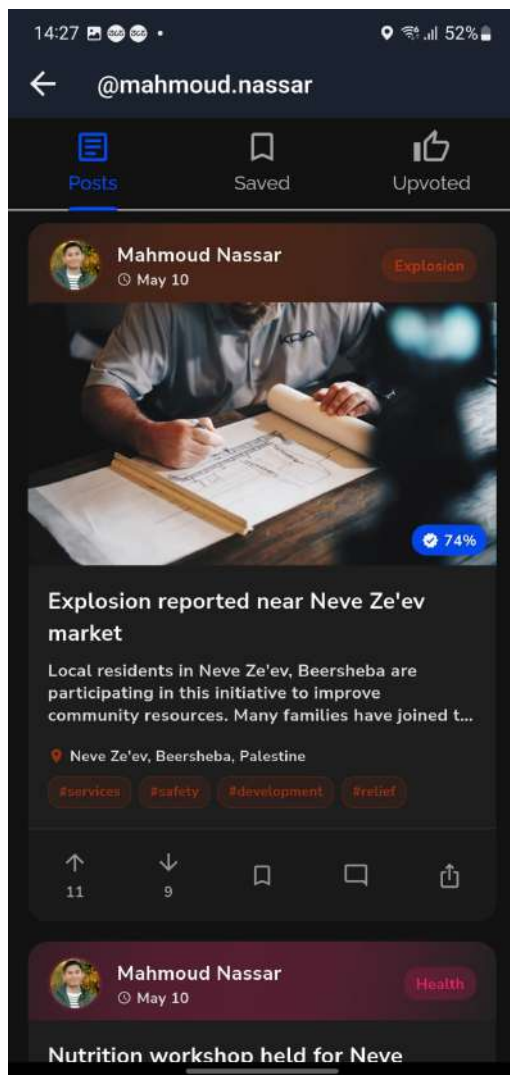 14:27
52%
@mahmoud.nassar
Posts
Saved
Upvoted
Mahmoud Nassar
May 10
Explosion
74%
Explosion reported near Neve Ze'ev
market
Local residents in Neve Ze'ev, Beersheba are
participating in this initiative to improve
community resources. Many families have joined t...
Neve Ze'ev, Beersheba, Palestine
#services #safety #development #relief
11
9
Mahmoud Nassar
May 10
Health
Nutrition workshop held for Neve